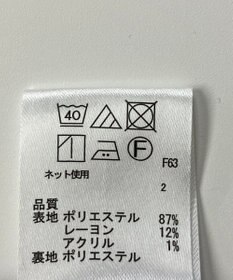 40
F
F63
ネット使用
2
品質
表地 ポリエステル 87%
レーヨン 12%
アクリル 1%
裏地 ポリエステル